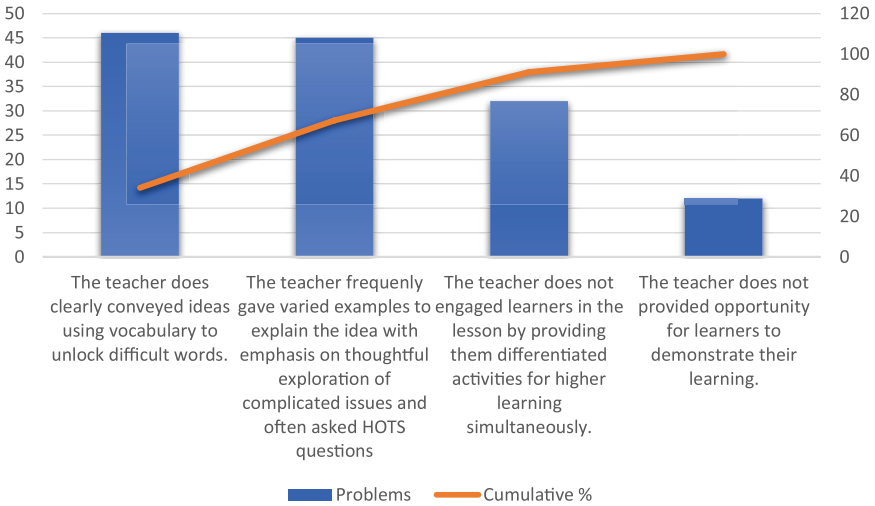 50
45
40
35
30
25
20
15
10
5
0
120
100
80
60
40
20
0
The teacher does
clearly conveyed ideas
using vocabulary to
unlock difficult words.
The teacher frequenly
gave varied examples to
explain the idea with
emphasis on thoughtful
exploration of
complicated issues and
often asked HOTS
questions
The teacher does not
engaged learners in the
lesson by providing
them differentiated
activities for higher
learning
simultaneously.
The teacher does not
provided opportunity
for learners to
demonstrate their
learning.
Problems
Cumulative %